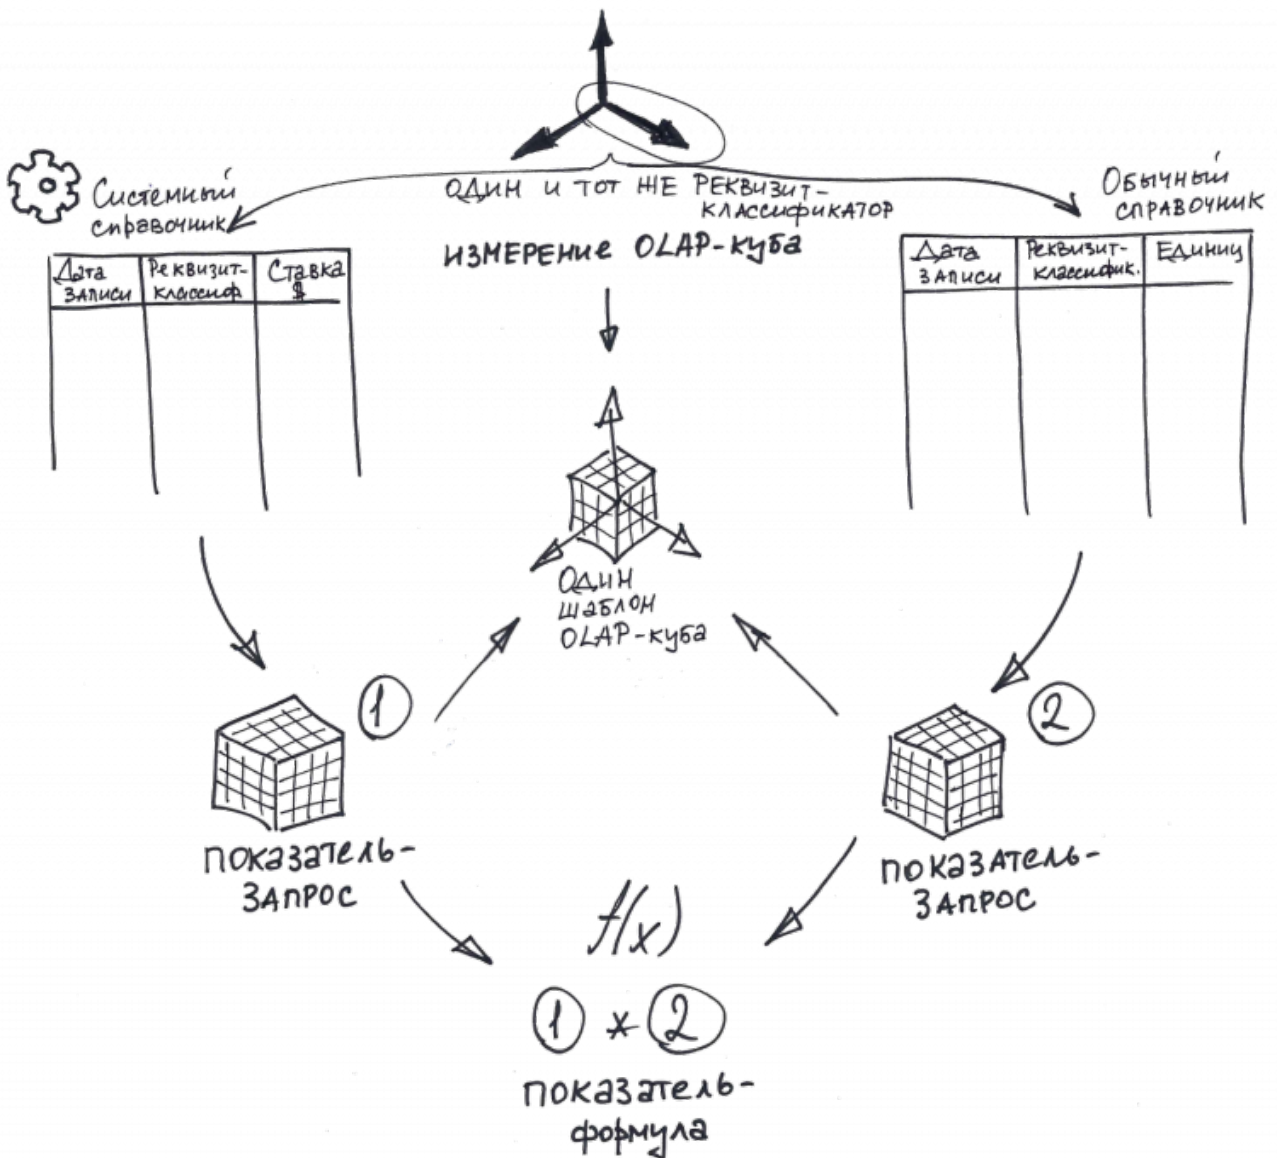 Системный
справочник
ОДИН И ТОТ ЖЕ РЕКВИЗИТ-
КЛАССИФИКАТОР
ИЗМЕРЕНИЕ OLAP-куба
Обычный
СПРАВОЧНИК
Дата
ЗАПИСИ
Реквизит-
классиф.
Ставка
$
Дата
ЗАПИСИ
Реквизит-
классифик.
Единиц
Один
шаблон
OLAP-куба
1
2
показатель-
ЗАПРОС
показатель-
ЗАПРОС
f(x)
1 * 2
показатель-
формула